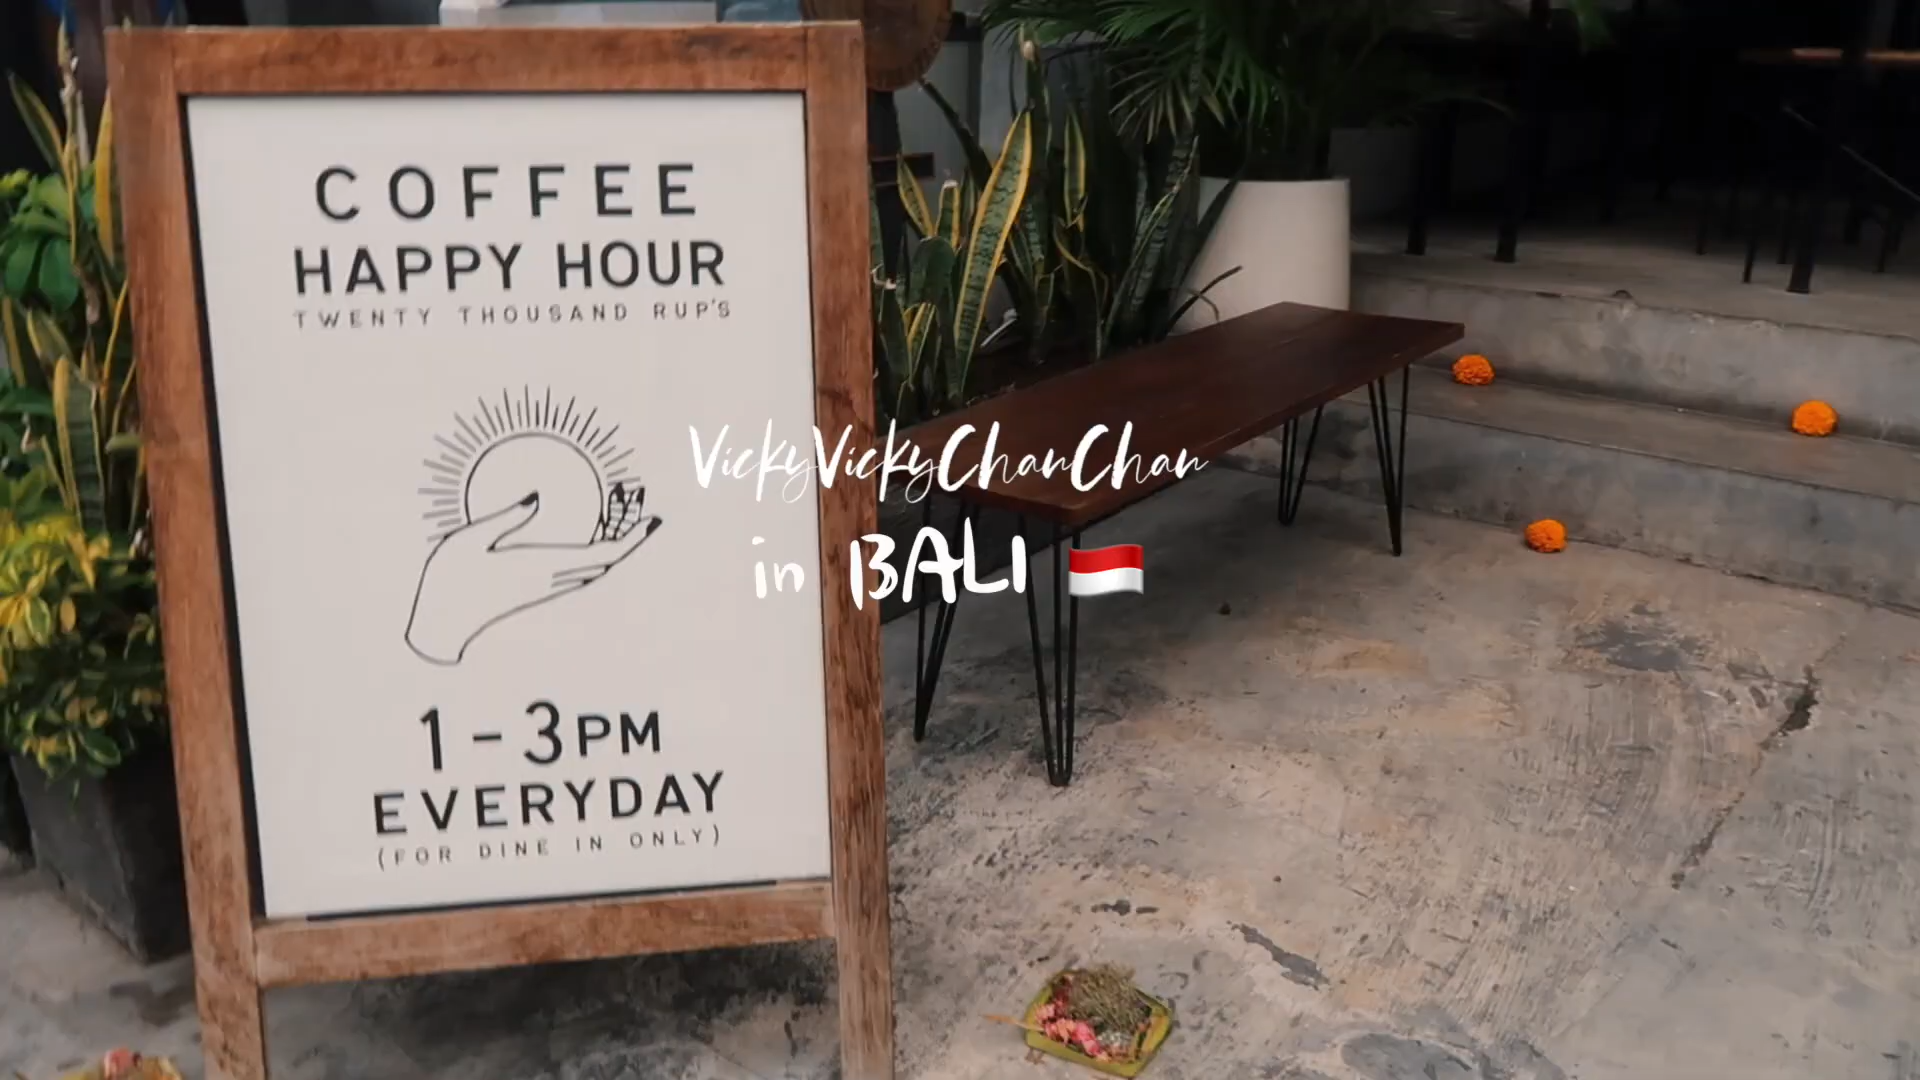 COFFEE
HAPPY HOUR
TWENTY THOUSAND RUP'S
VickyVickyChanChan
in BALI 🇮🇩
1-3PM
EVERYDAY
(FOR DINE IN ONLY)